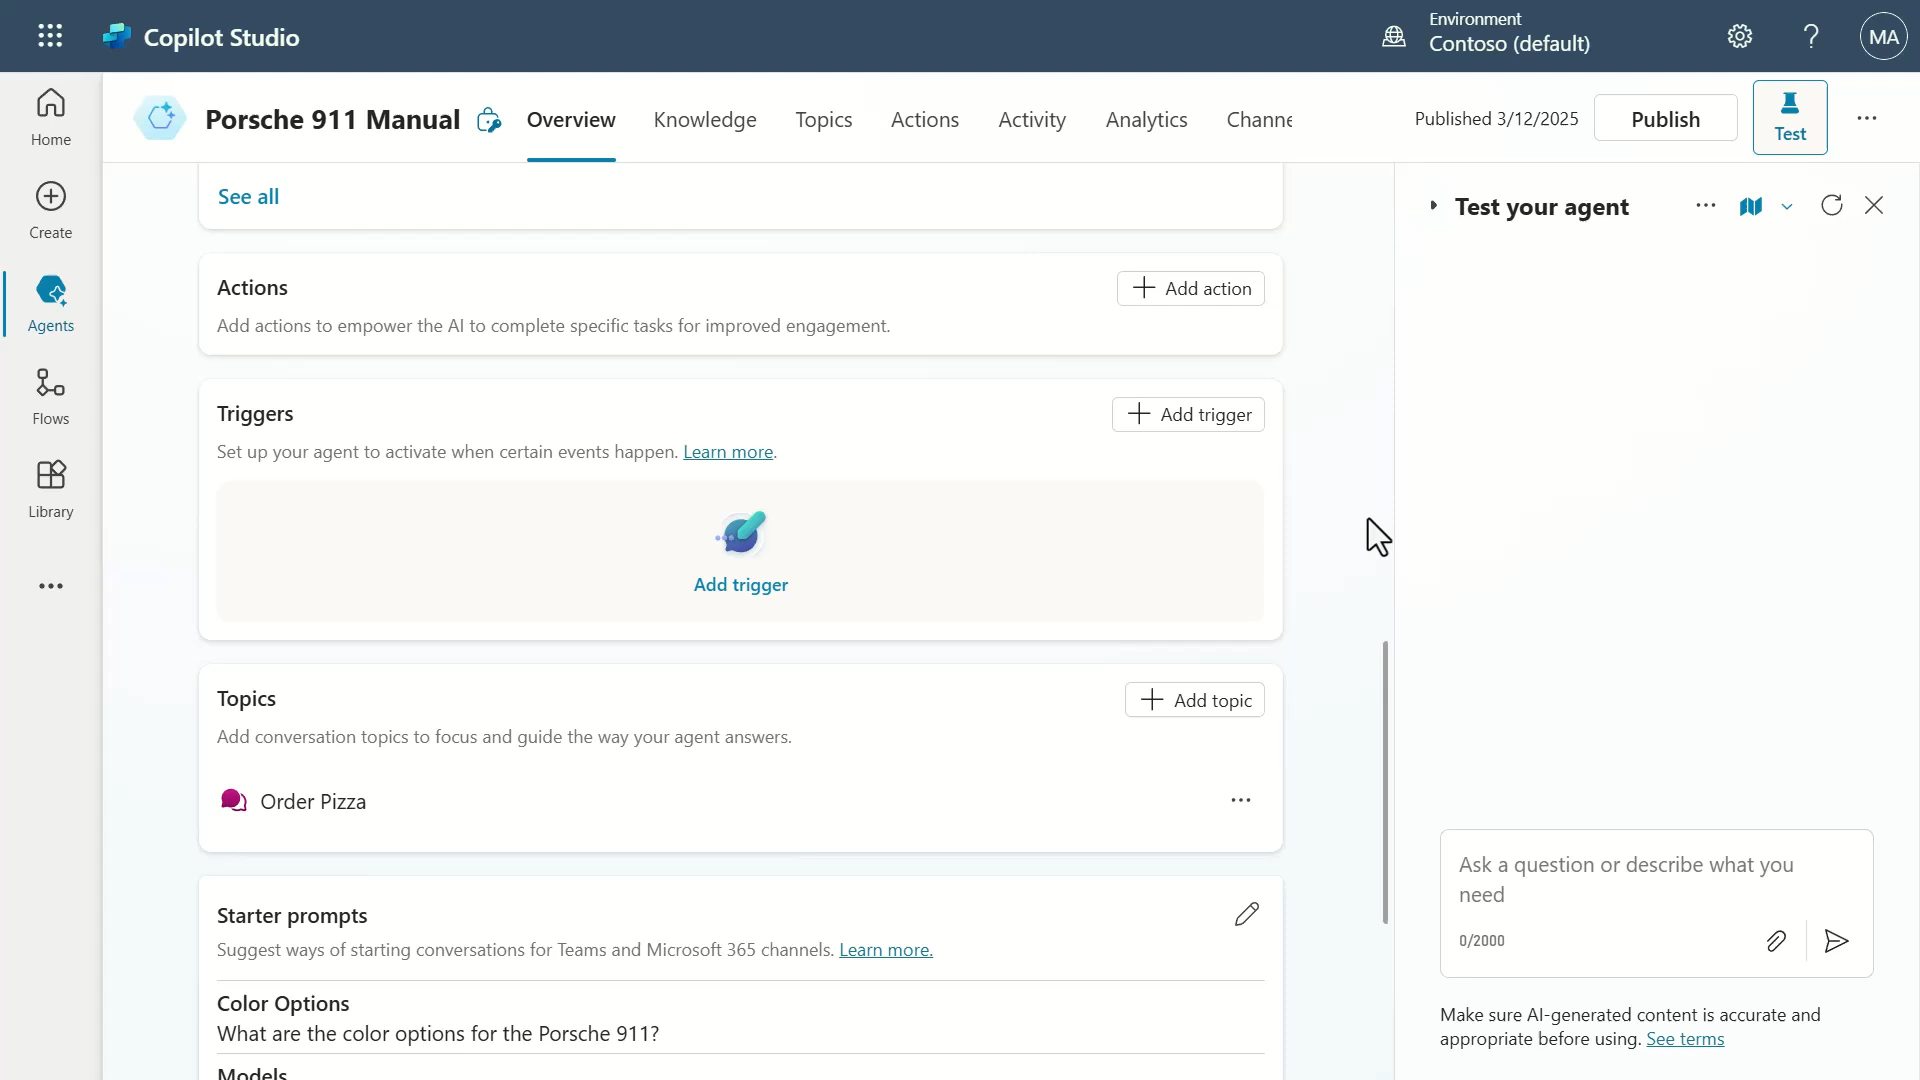 Copilot Studio
Environment
Contoso (default)
MA
Home
Create
Agents
Flows
Library
Porsche 911 Manual
Overview
Knowledge
Topics
Actions
Activity
Analytics
Channe
Published 3/12/2025
Publish
Test
See all
Actions
Add action
Add actions to empower the AI to complete specific tasks for improved engagement.
Triggers
Add trigger
Set up your agent to activate when certain events happen. Learn more.
Add trigger
Topics
Add topic
Add conversation topics to focus and guide the way your agent answers.
Order Pizza
Starter prompts
Suggest ways of starting conversations for Teams and Microsoft 365 channels. Learn more.
Color Options
What are the color options for the Porsche 911?
Models
Test your agent
Ask a question or describe what you
need
0/2000
Make sure AI-generated content is accurate and
appropriate before using. See terms